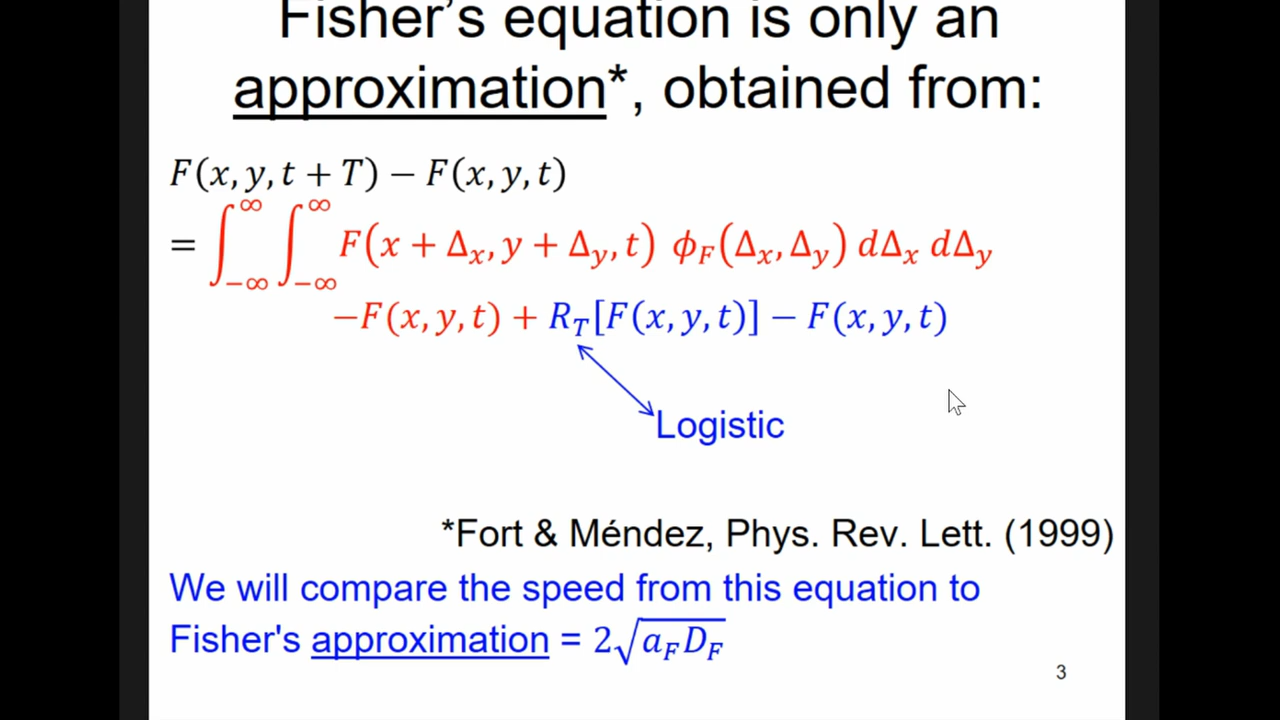 Fisher's equation is only an
approximation*, obtained from:
F(x, y, t + T) − F(x, y, t)
= ∫_{−∞}^{∞} ∫_{−∞}^{∞} F(x + Δ_x, y + Δ_y, t) ϕ_F(Δ_x, Δ_y) dΔ_x dΔ_y
−F(x, y, t) + R_T[F(x, y, t)] − F(x, y, t)
Logistic
*Fort & Méndez, Phys. Rev. Lett. (1999)
We will compare the speed from this equation to
Fisher's approximation = 2√(a_F D_F)
3